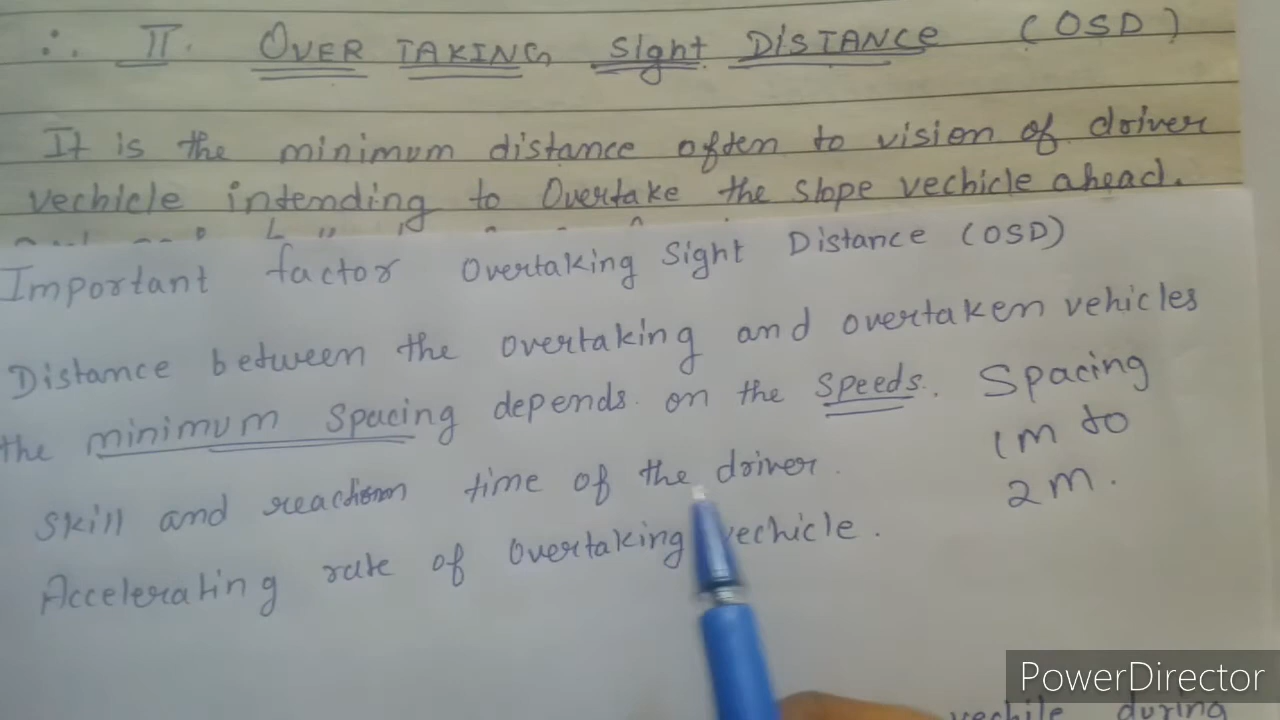 ∴ II. OVER TAKING Sight DISTANCE (OSD)
It is the minimum distance often to vision of driver
vechicle intending to Overtake the slope vechicle ahead.
Important factor Overtaking Sight Distance (OSD)
Distance between the overtaking and overtaken vehicles
the minimum spacing depends on the speeds. Spacing
1m to
2m.
Skill and reaction time of the driver.
Accelerating rate of overtaking vechicle.
vechile during
PowerDirector